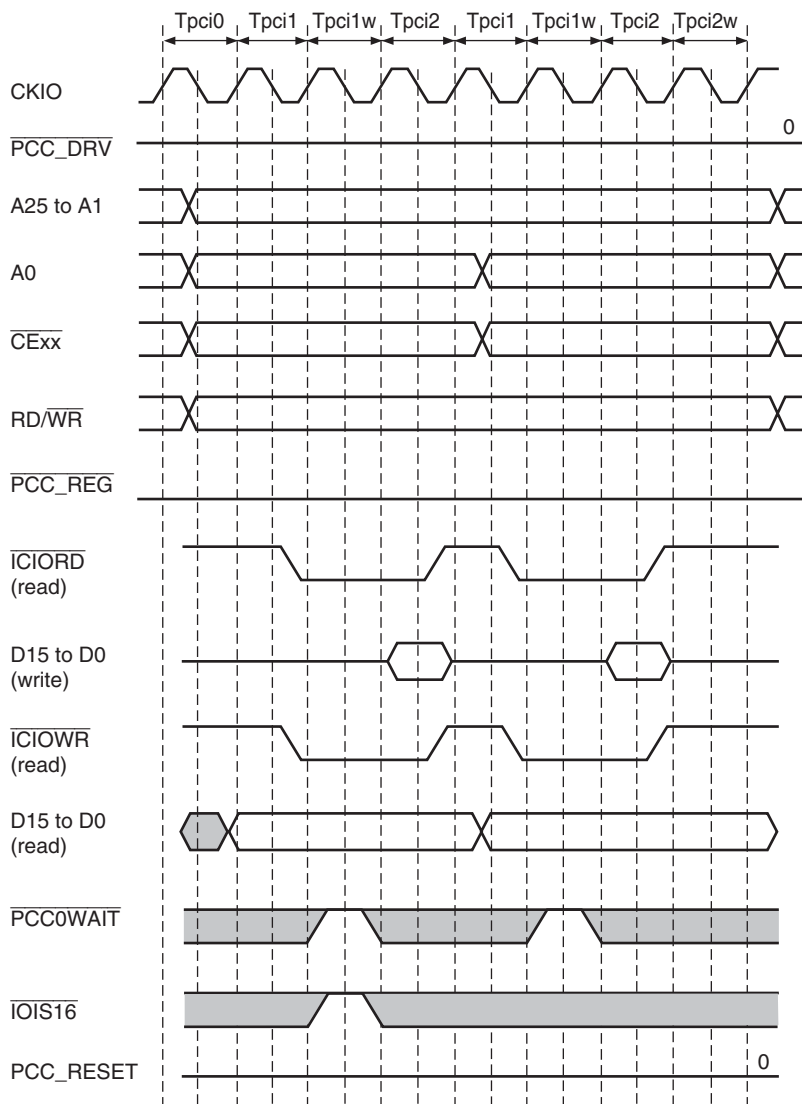 Tpci0 Tpci1 Tpci1w Tpci2 Tpci1 Tpci1w Tpci2 Tpci2w
CKIO
PCC_DRV
0
A25 to A1
A0
CExx
RD/WR
PCC_REG
ICIORD
(read)
D15 to D0
(write)
ICIOWR
(read)
D15 to D0
(read)
PCC0WAIT
IOIS16
PCC_RESET
0